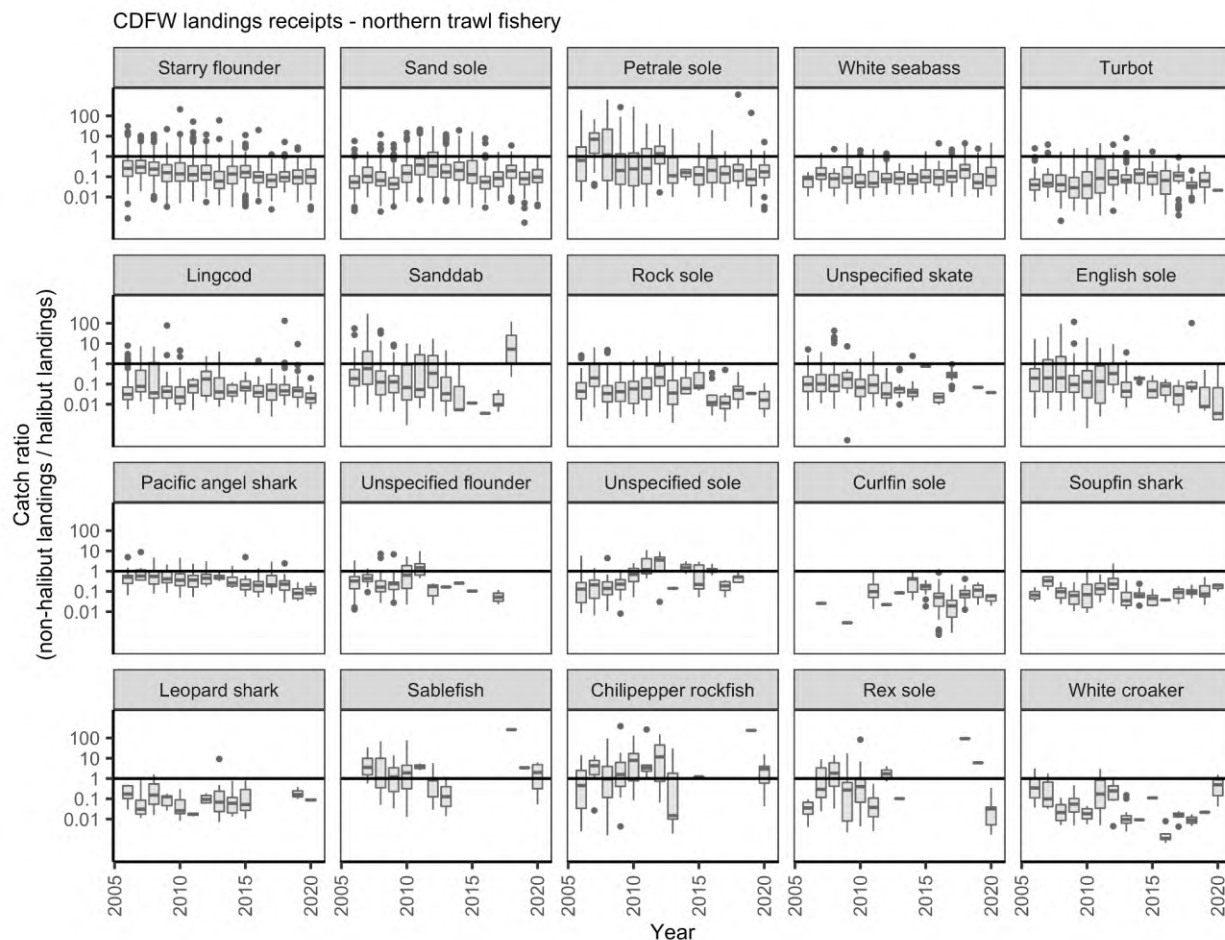 CDFW landings receipts - northern trawl fishery
Starry flounder
Sand sole
Petrale sole
White seabass
Turbot
100
10
1
0.1
0.01
Lingcod
Sanddab
Rock sole
Unspecified skate
English sole
100
10
1
0.1
0.01
Catch ratio
(non-halibut landings / halibut landings)
Pacific angel shark
Unspecified flounder
Unspecified sole
Curlfin sole
Soupfin shark
100
10
1
0.1
0.01
Leopard shark
Sablefish
Chilipepper rockfish
Rex sole
White croaker
100
10
1
0.1
0.01
2005
2010
2015
2020
2005
2010
2015
2020
2005
2010
2015
2020
2005
2010
2015
2020
2005
2010
2015
2020
Year